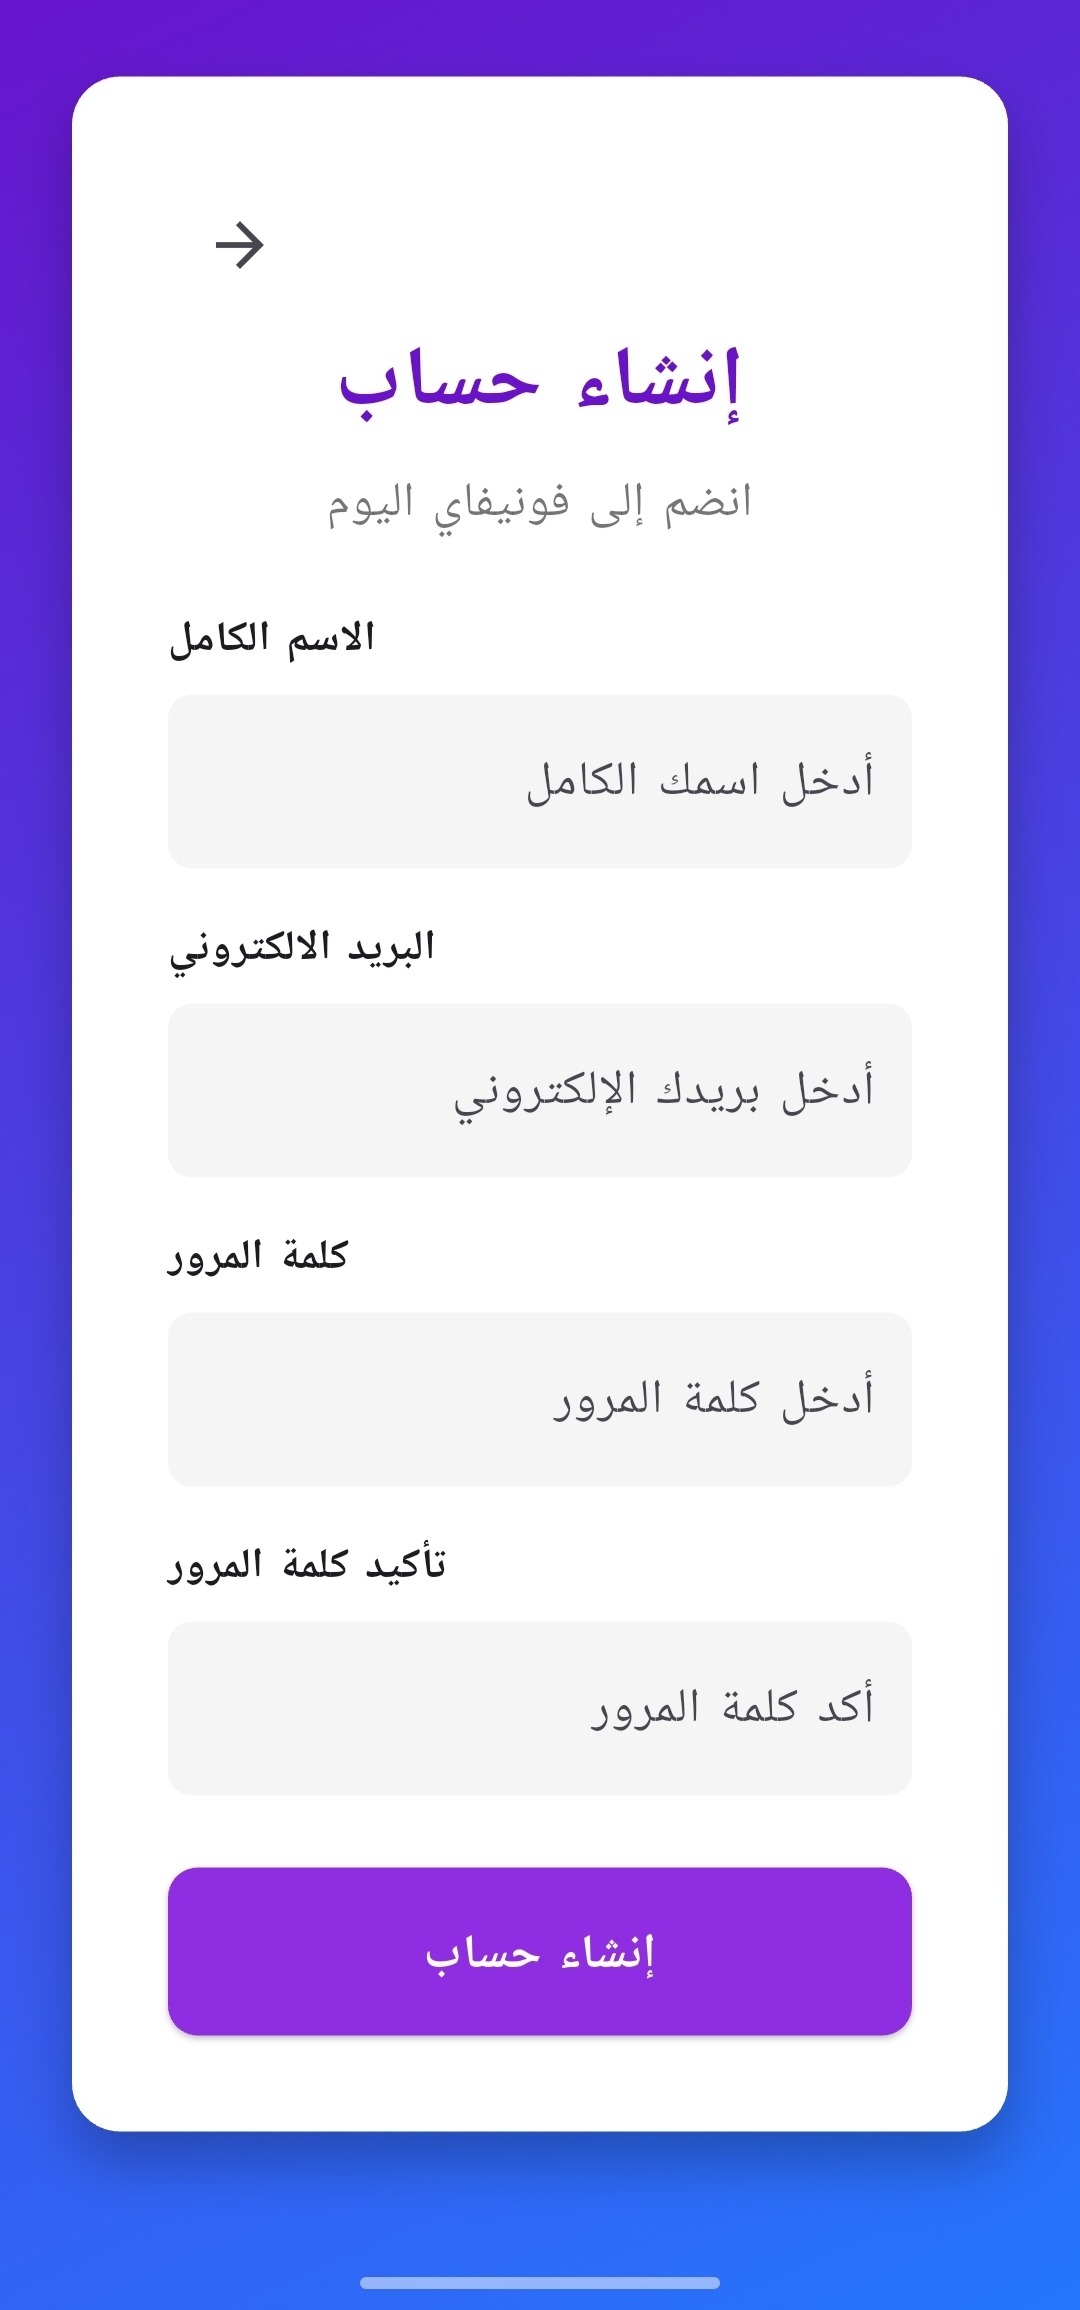 إنشاء حساب
انضم إلى فونيفاي اليوم
الاسم الكامل
أدخل اسمك الكامل
البريد الالكتروني
أدخل بريدك الإلكتروني
كلمة المرور
أدخل كلمة المرور
تأكيد كلمة المرور
أكد كلمة المرور
إنشاء حساب